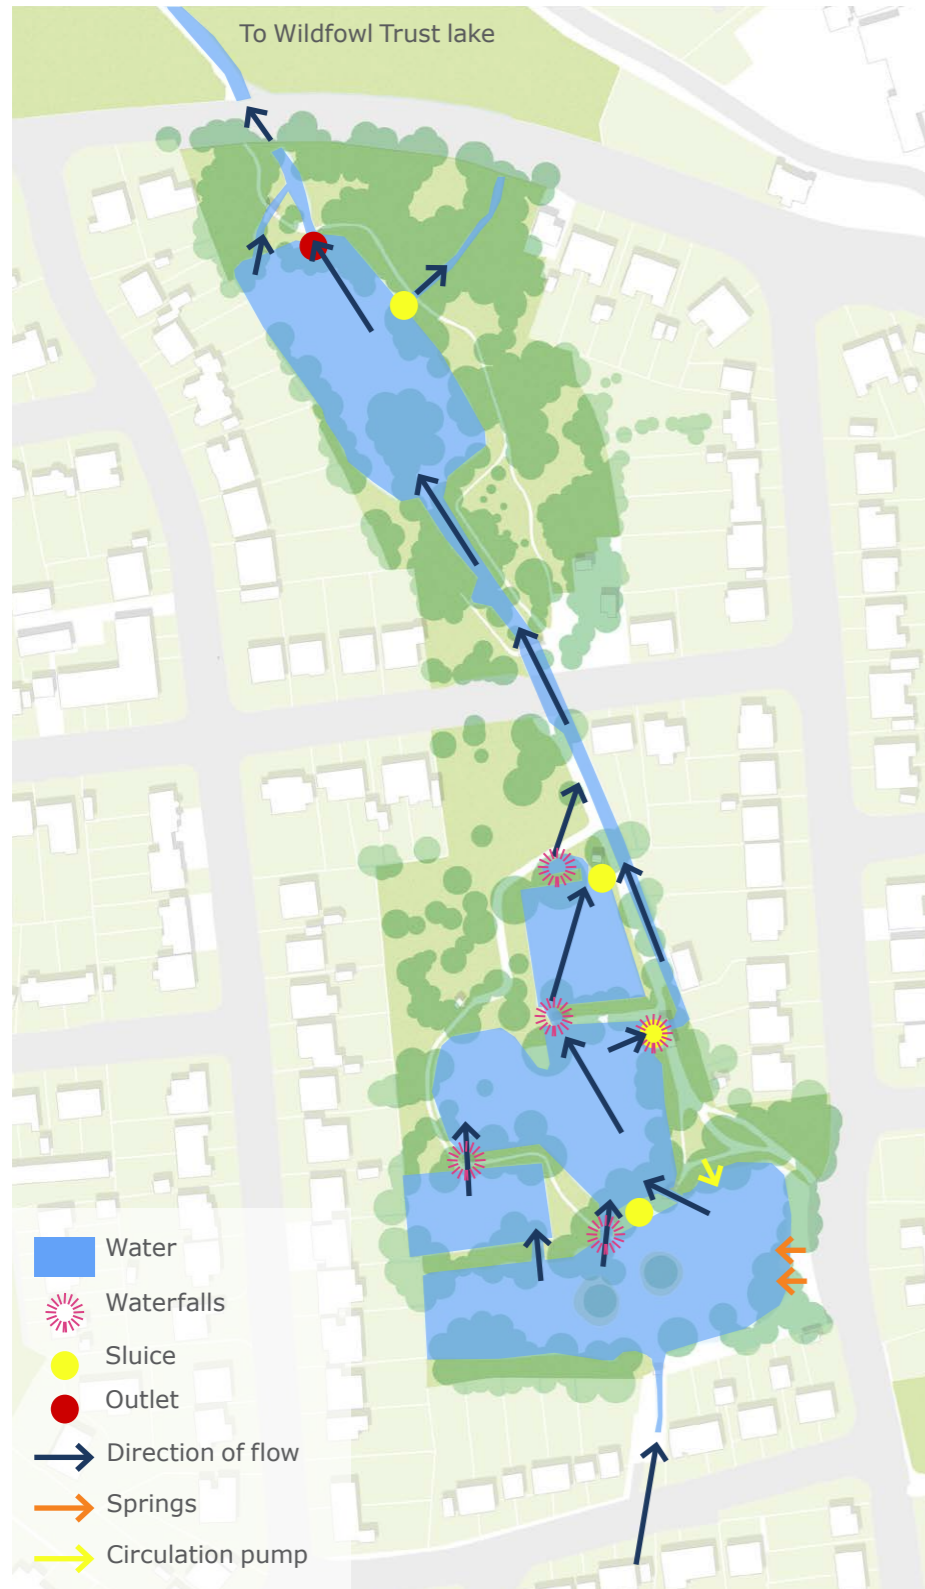 To Wildfowl Trust lake
Water
Waterfalls
Sluice
Outlet
Direction of flow
Springs
Circulation pump